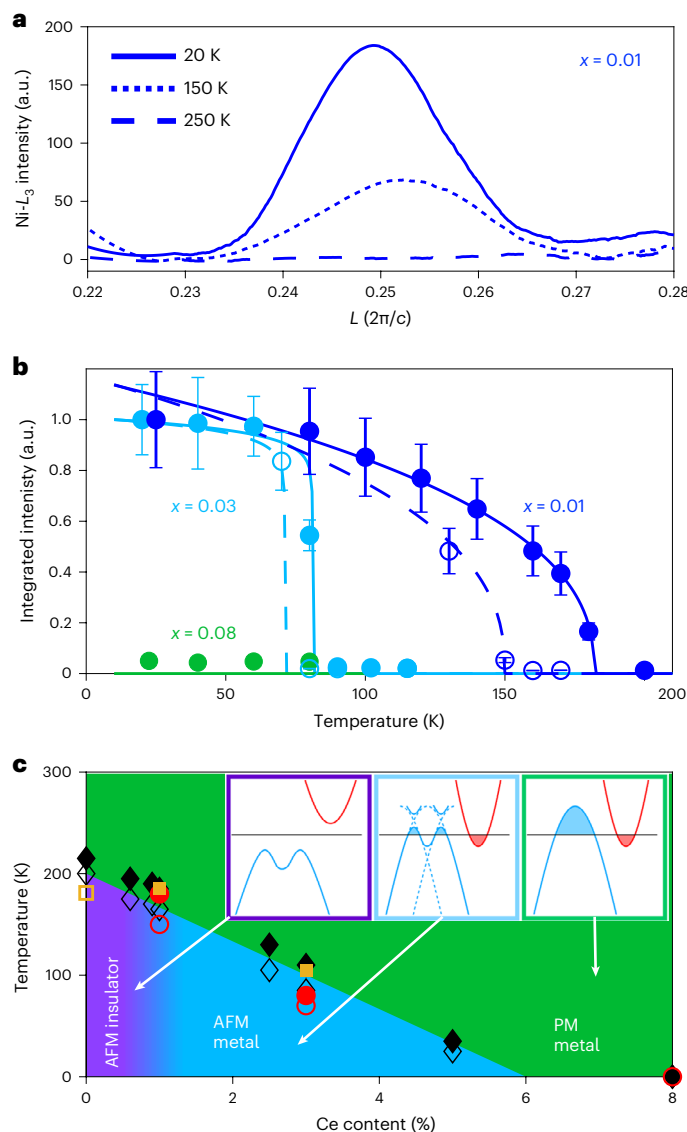 a
200
150
100
50
0
Ni-L₃ intensity (a.u.)
20 K
150 K
250 K
x = 0.01
0.22 0.23 0.24 0.25 0.26 0.27 0.28
L (2π/c)
b
1.0
0.8
0.6
0.4
0.2
0
Integrated intenisty (a.u.)
x = 0.03
x = 0.01
x = 0.08
0 50 100 150 200
Temperature (K)
c
300
200
100
0
Temperature (K)
AFM insulator
AFM
metal
PM
metal
0 2 4 6 8
Ce content (%)